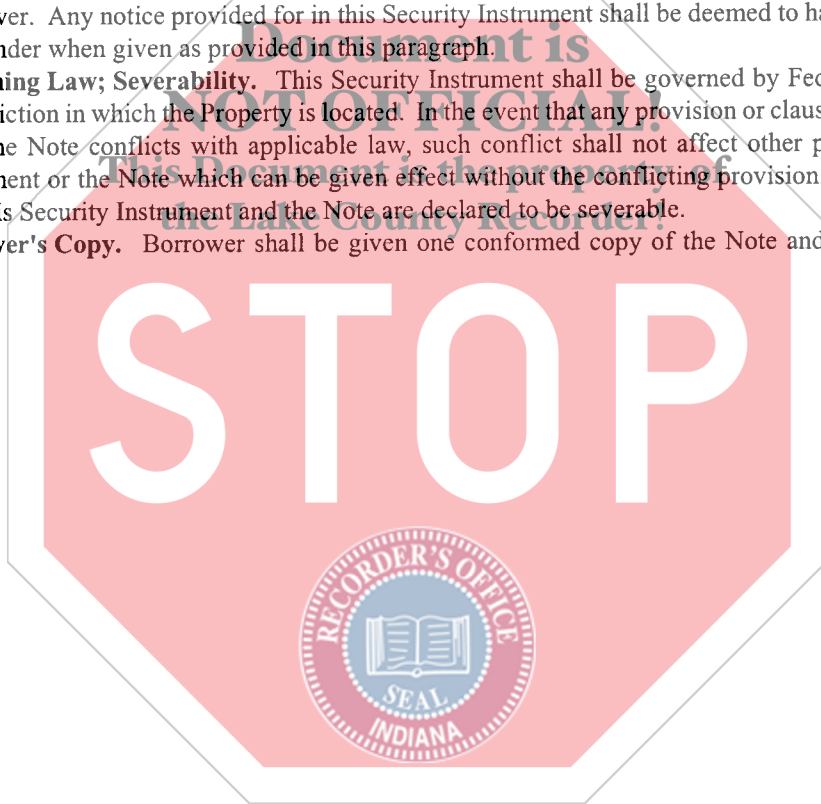 ver. Any notice provided for in this Security Instrument shall be deemed to ha
Document is
nder when given as provided in this paragraph.
ning Law; Severability. This Security Instrument shall be governed by Fed
NOT OFFICIAL!
iction in which the Property is located. In the event that any provision or claus
ne Note conflicts with applicable law, such conflict shall not affect other p
This Document is the property of
nent or the Note which can be given effect without the conflicting provision
is Security Instrument and the Note are declared to be severable.
the Lake County Recorder!
ver's Copy. Borrower shall be given one conformed copy of the Note and
STOP
RECORDER'S OFFICE
SEAL
INDIANA